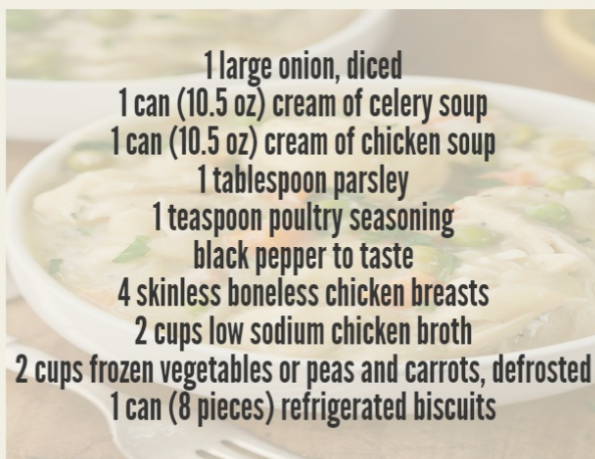 1 large onion, diced
1 can (10.5 oz) cream of celery soup
1 can (10.5 oz) cream of chicken soup
1 tablespoon parsley
1 teaspoon poultry seasoning
black pepper to taste
4 skinless boneless chicken breasts
2 cups low sodium chicken broth
2 cups frozen vegetables or peas and carrots, defrosted
1 can (8 pieces) refrigerated biscuits